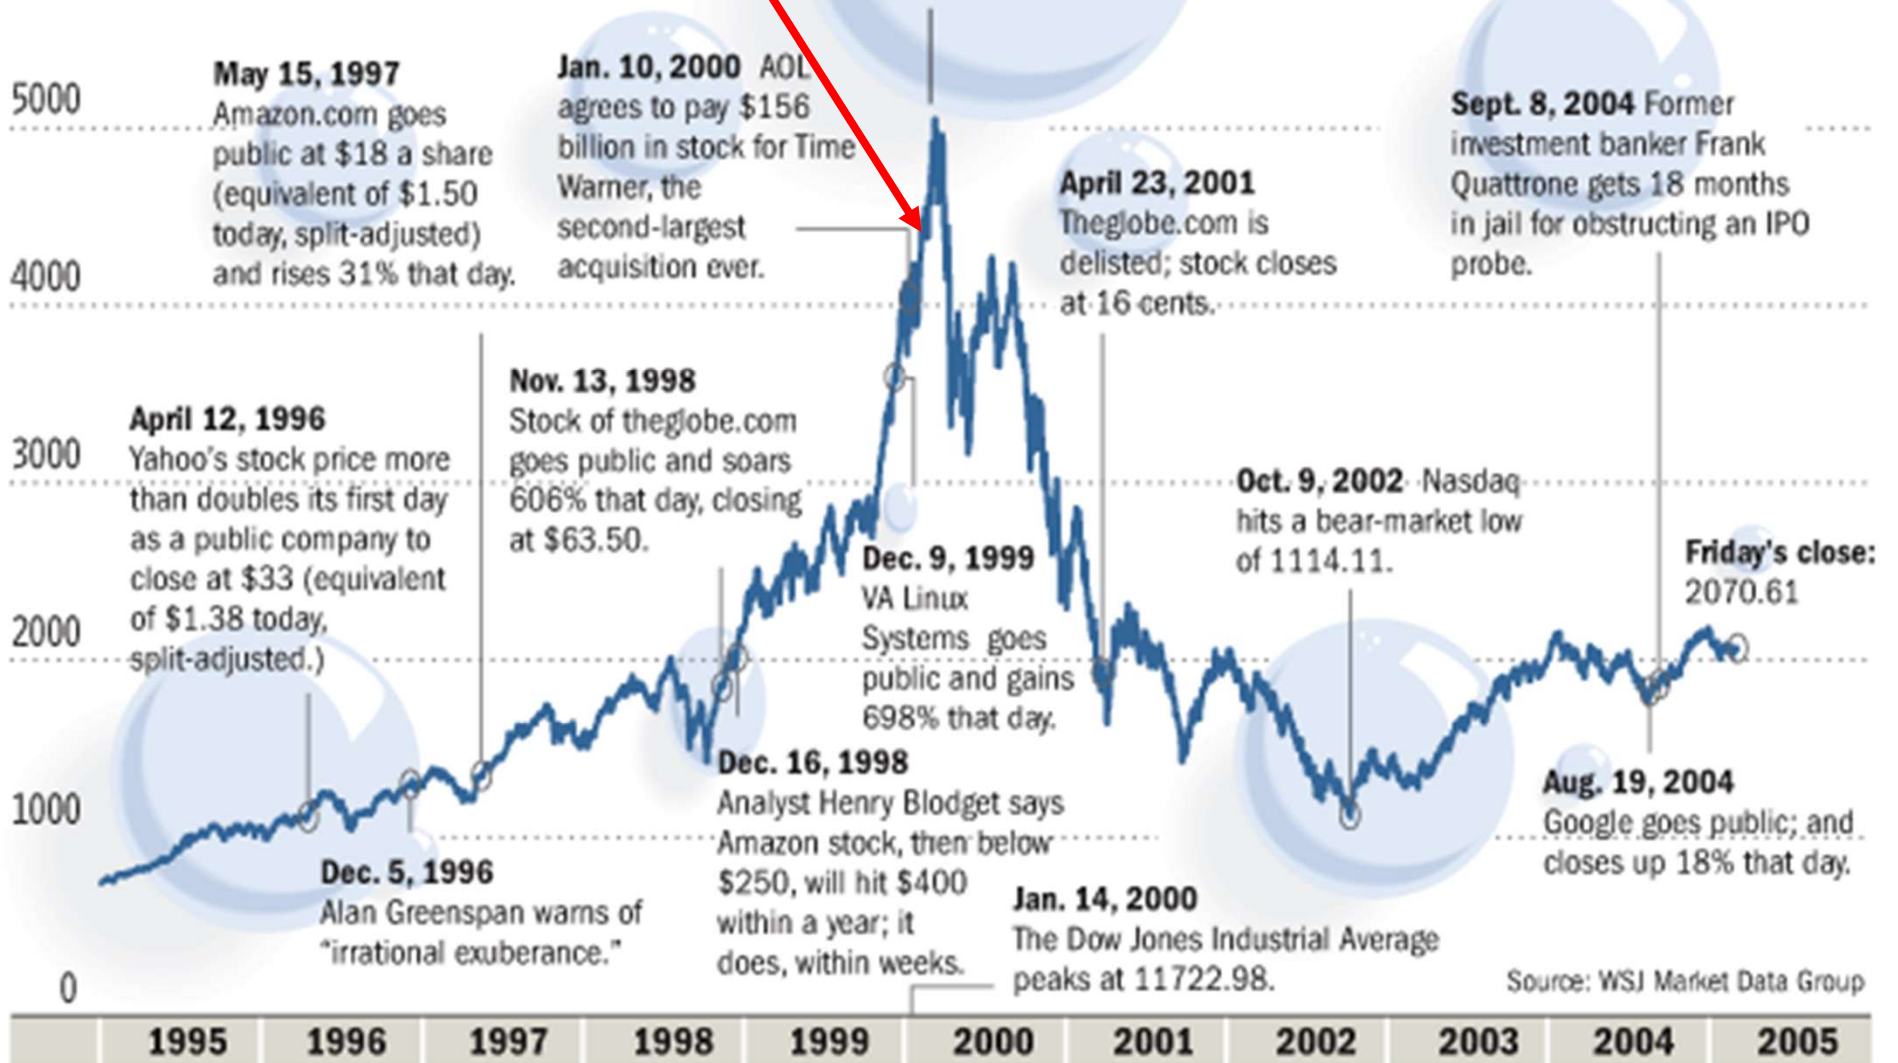 May 15, 1997
Amazon.com goes
public at $18 a share
(equivalent of $1.50
today, split-adjusted)
and rises 31% that day.
Jan. 10, 2000 AOL
agrees to pay $156
billion in stock for Time
Warner, the
second-largest
acquisition ever.
Sept. 8, 2004 Former
investment banker Frank
Quattrone gets 18 months
in jail for obstructing an IPO
probe.
April 23, 2001
Theglobe.com is
delisted; stock closes
at 16 cents.
5000
4000
3000
2000
1000
0
April 12, 1996
Yahoo's stock price more
than doubles its first day
as a public company to
close at $33 (equivalent
of $1.38 today,
split-adjusted.)
Nov. 13, 1998
Stock of theglobe.com
goes public and soars
606% that day, closing
at $63.50.
Dec. 9, 1999
VA Linux
Systems goes
public and gains
698% that day.
Oct. 9, 2002 Nasdaq
hits a bear-market low
of 1114.11.
Friday's close:
2070.61
Dec. 5, 1996
Alan Greenspan warns of
"irrational exuberance."
Dec. 16, 1998
Analyst Henry Blodget says
Amazon stock, then below
$250, will hit $400
within a year; it
does, within weeks.
Jan. 14, 2000
The Dow Jones Industrial Average
peaks at 11722.98.
Aug. 19, 2004
Google goes public; and
closes up 18% that day.
Source: WSJ Market Data Group
1995 1996 1997 1998 1999 2000 2001 2002 2003 2004 2005